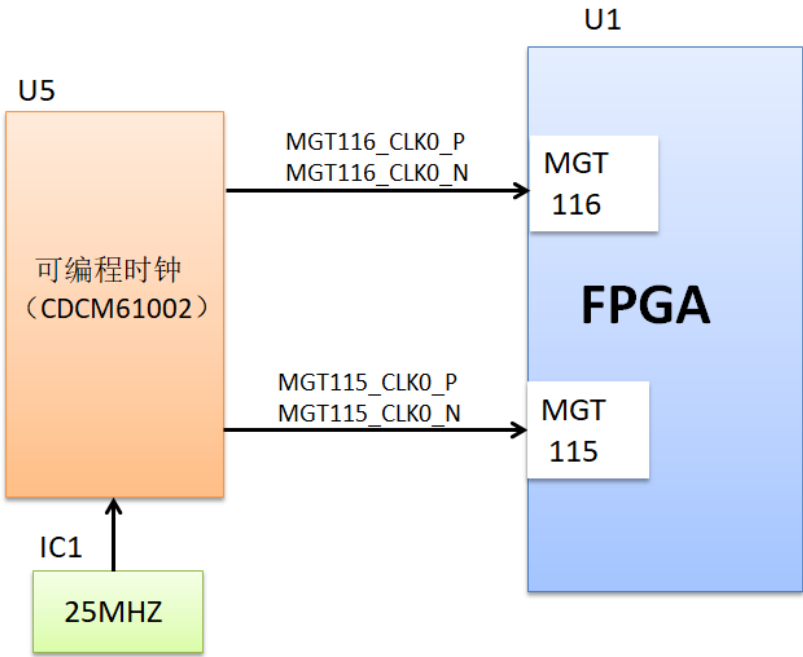 U1
U5
MGT116_CLK0_P
MGT116_CLK0_N
MGT
116
可编程时钟
（CDCM61002）
FPGA
MGT115_CLK0_P
MGT115_CLK0_N
MGT
115
IC1
25MHZ